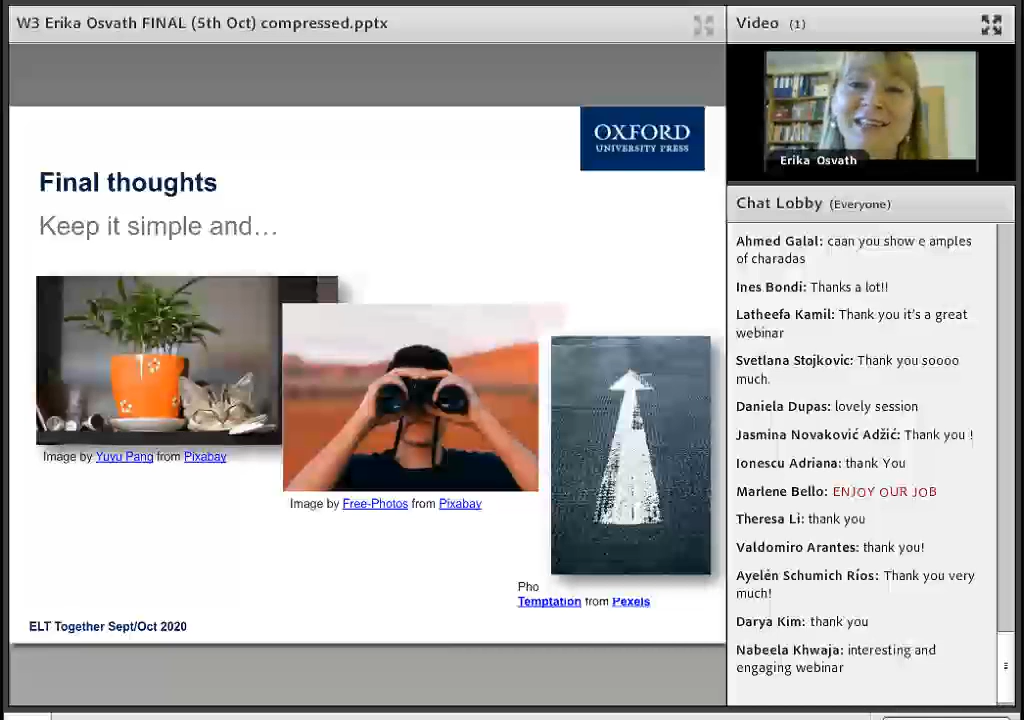 W3 Erika Osvath FINAL (5th Oct) compressed.pptx
OXFORD
UNIVERSITY PRESS
Final thoughts
Keep it simple and…
Image by Yuvu Pang from Pixabay
Image by Free-Photos from Pixabay
Pho
Temptation from Pexels
ELT Together Sept/Oct 2020
Video (1)
Erika Osvath
Chat Lobby (Everyone)
Ahmed Galal: caan you show e amples
of charadas
Ines Bondi: Thanks a lot!!
Latheefa Kamil: Thank you it's a great
webinar
Svetlana Stojkovic: Thank you soooo
much.
Daniela Dupas: lovely session
Jasmina Novaković Adžić: Thank you !
Ionescu Adriana: thank You
Marlene Bello: ENJOY OUR JOB
Theresa Li: thank you
Valdomiro Arantes: thank you!
Ayelén Schumich Ríos: Thank you very
much!
Darya Kim: thank you
Nabeela Khwaja: interesting and
engaging webinar